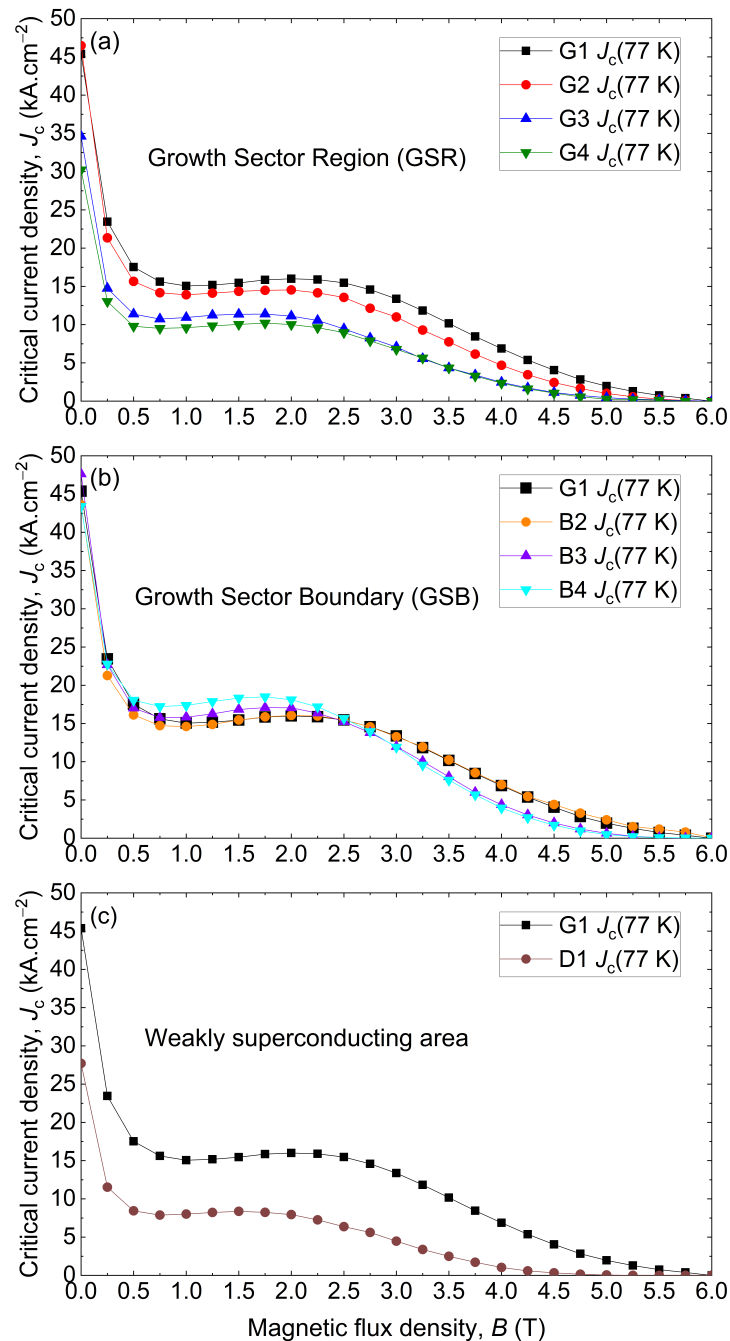 (a)
G1 Jc(77 K)
G2 Jc(77 K)
G3 Jc(77 K)
G4 Jc(77 K)
Growth Sector Region (GSR)
Critical current density, Jc (kA.cm⁻²)
50
45
40
35
30
25
20
15
10
5
0
0.0 0.5 1.0 1.5 2.0 2.5 3.0 3.5 4.0 4.5 5.0 5.5 6.0
(b)
G1 Jc(77 K)
B2 Jc(77 K)
B3 Jc(77 K)
B4 Jc(77 K)
Growth Sector Boundary (GSB)
Critical current density, Jc (kA.cm⁻²)
50
45
40
35
30
25
20
15
10
5
0
0.0 0.5 1.0 1.5 2.0 2.5 3.0 3.5 4.0 4.5 5.0 5.5 6.0
(c)
G1 Jc(77 K)
D1 Jc(77 K)
Weakly superconducting area
Critical current density, Jc (kA.cm⁻²)
50
45
40
35
30
25
20
15
10
5
0
0.0 0.5 1.0 1.5 2.0 2.5 3.0 3.5 4.0 4.5 5.0 5.5 6.0
Magnetic flux density, B (T)